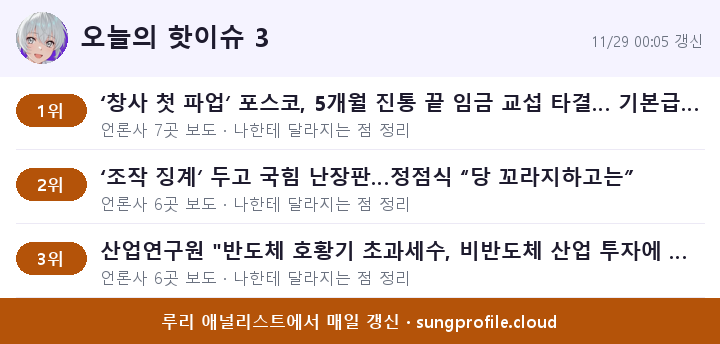 오늘의 핫이슈 3
11/29 00:05 갱신
1위
‘창사 첫 파업’ 포스코, 5개월 진통 끝 임금 교섭 타결... 기본급...
언론사 7곳 보도 · 나한테 달라지는 점 정리
2위
‘조작 징계’ 두고 국힘 난장판...정점식 “당 꼬라지하고는”
언론사 6곳 보도 · 나한테 달라지는 점 정리
3위
산업연구원 "반도체 호황기 초과세수, 비반도체 산업 투자에 ...
언론사 6곳 보도 · 나한테 달라지는 점 정리
루리 애널리스트에서 매일 갱신 · sungprofile.cloud